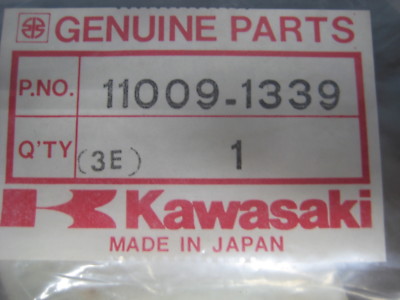 GENUINE PARTS
P.NO. 11009-1339
Q'TY (3E) 1
Kawasaki
MADE IN JAPAN